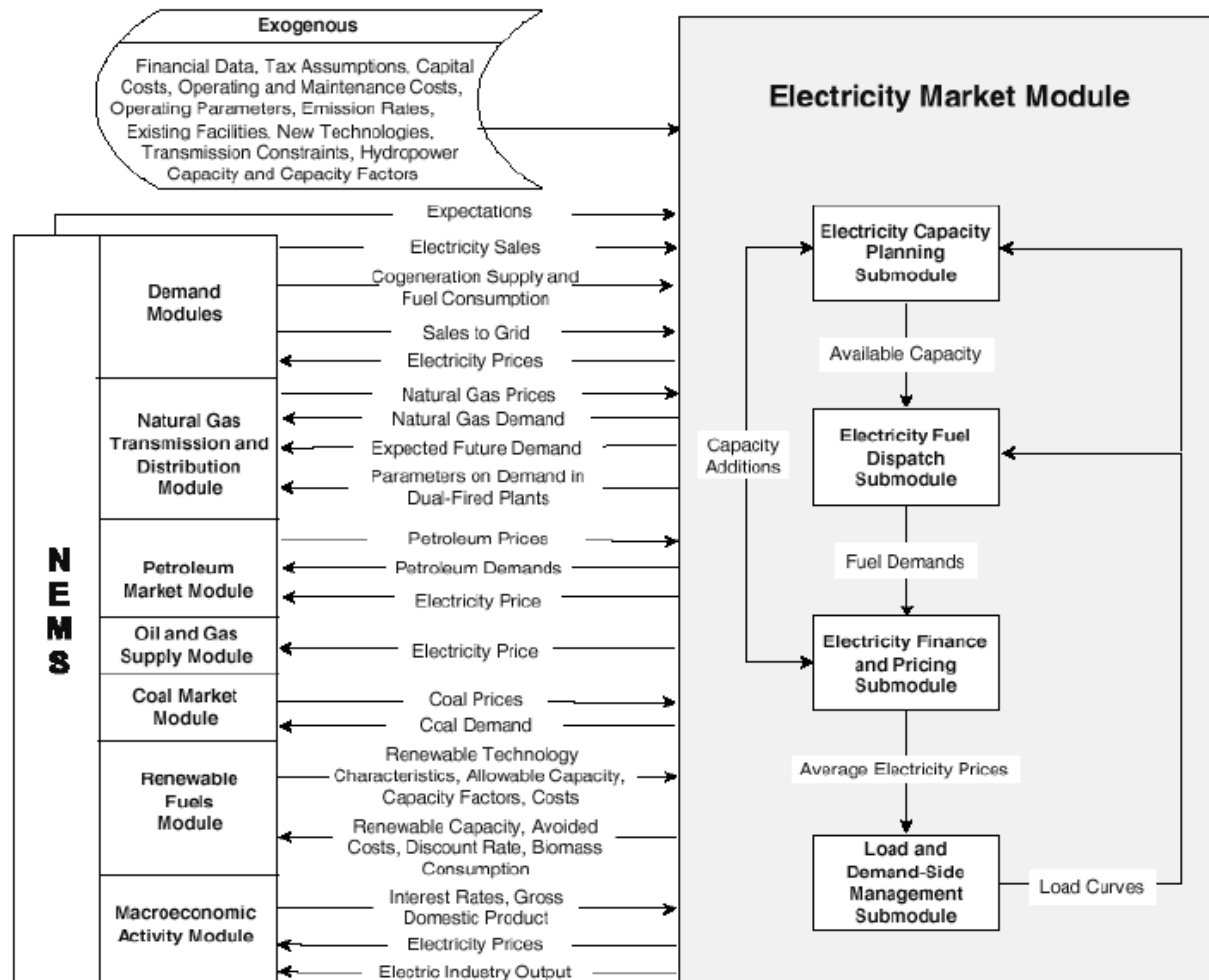 Exogenous
Financial Data, Tax Assumptions, Capital
Costs, Operating and Maintenance Costs,
Operating Parameters, Emission Rates,
Existing Facilities, New Technologies,
Transmission Constraints, Hydropower
Capacity and Capacity Factors
Expectations
NEMS
Demand
Modules
Electricity Sales
Cogeneration Supply and
Fuel Consumption
Sales to Grid
Electricity Prices
Natural Gas
Transmission and
Distribution
Module
Natural Gas Prices
Natural Gas Demand
Expected Future Demand
Parameters on Demand in
Dual-Fired Plants
Petroleum
Market Module
Petroleum Prices
Petroleum Demands
Electricity Price
Oil and Gas
Supply Module
Electricity Price
Coal Market
Module
Coal Prices
Coal Demand
Renewable
Fuels
Module
Renewable Technology
Characteristics, Allowable Capacity,
Capacity Factors, Costs
Renewable Capacity, Avoided
Costs, Discount Rate, Biomass
Consumption
Macroeconomic
Activity Module
Interest Rates, Gross
Domestic Product
Electricity Prices
Electric Industry Output
Electricity Market Module
Electricity Capacity
Planning
Submodule
Available Capacity
Electricity Fuel
Dispatch
Submodule
Capacity
Additions
Fuel Demands
Electricity Finance
and Pricing
Submodule
Average Electricity Prices
Load and
Demand-Side
Management
Submodule
Load Curves